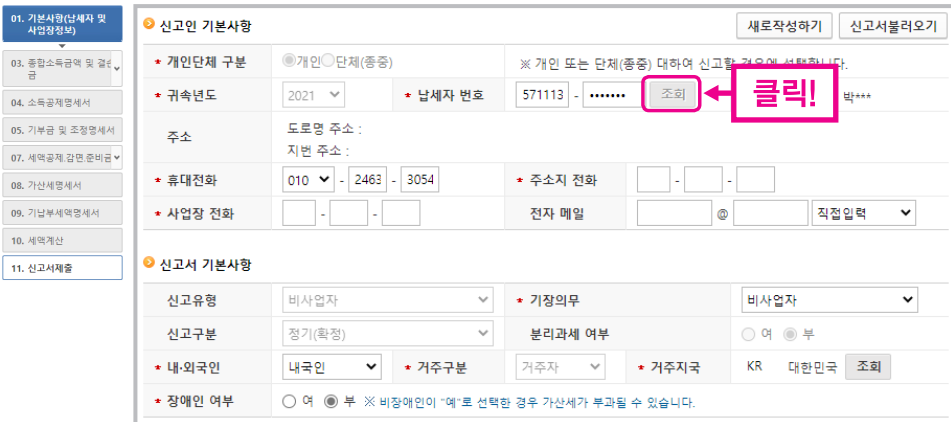 01. 기본사항(납세자 및
사업장정보)
03. 종합소득금액 및 결손
금
04. 소득공제명세서
05. 기부금 및 조정명세서
07. 세액공제.감면.준비금
08. 가산세명세서
09. 기납부세액명세서
10. 세액계산
11. 신고서제출
신고인 기본사항 새로작성하기 신고서불러오기
* 개인단체 구분 개인 단체(종중) ※ 개인 또는 단체(종중) 대하여 신고할 경우에 선택합니다.
* 귀속년도 2021 * 납세자 번호 571113 - ••••••• 조회 클릭! 박***
주소 도로명 주소 :
지번 주소 :
* 휴대전화 010 - 2463 - 3054 * 주소지 전화 - -
* 사업장 전화 - - 전자 메일 @ 직접입력
신고서 기본사항
신고유형 비사업자 * 기장의무 비사업자
신고구분 정기(확정) 분리과세 여부 여 부
* 내·외국인 내국인 * 거주구분 거주자 * 거주지국 KR 대한민국 조회
* 장애인 여부 여 부 ※ 비장애인이 "예"로 선택한 경우 가산세가 부과될 수 있습니다.